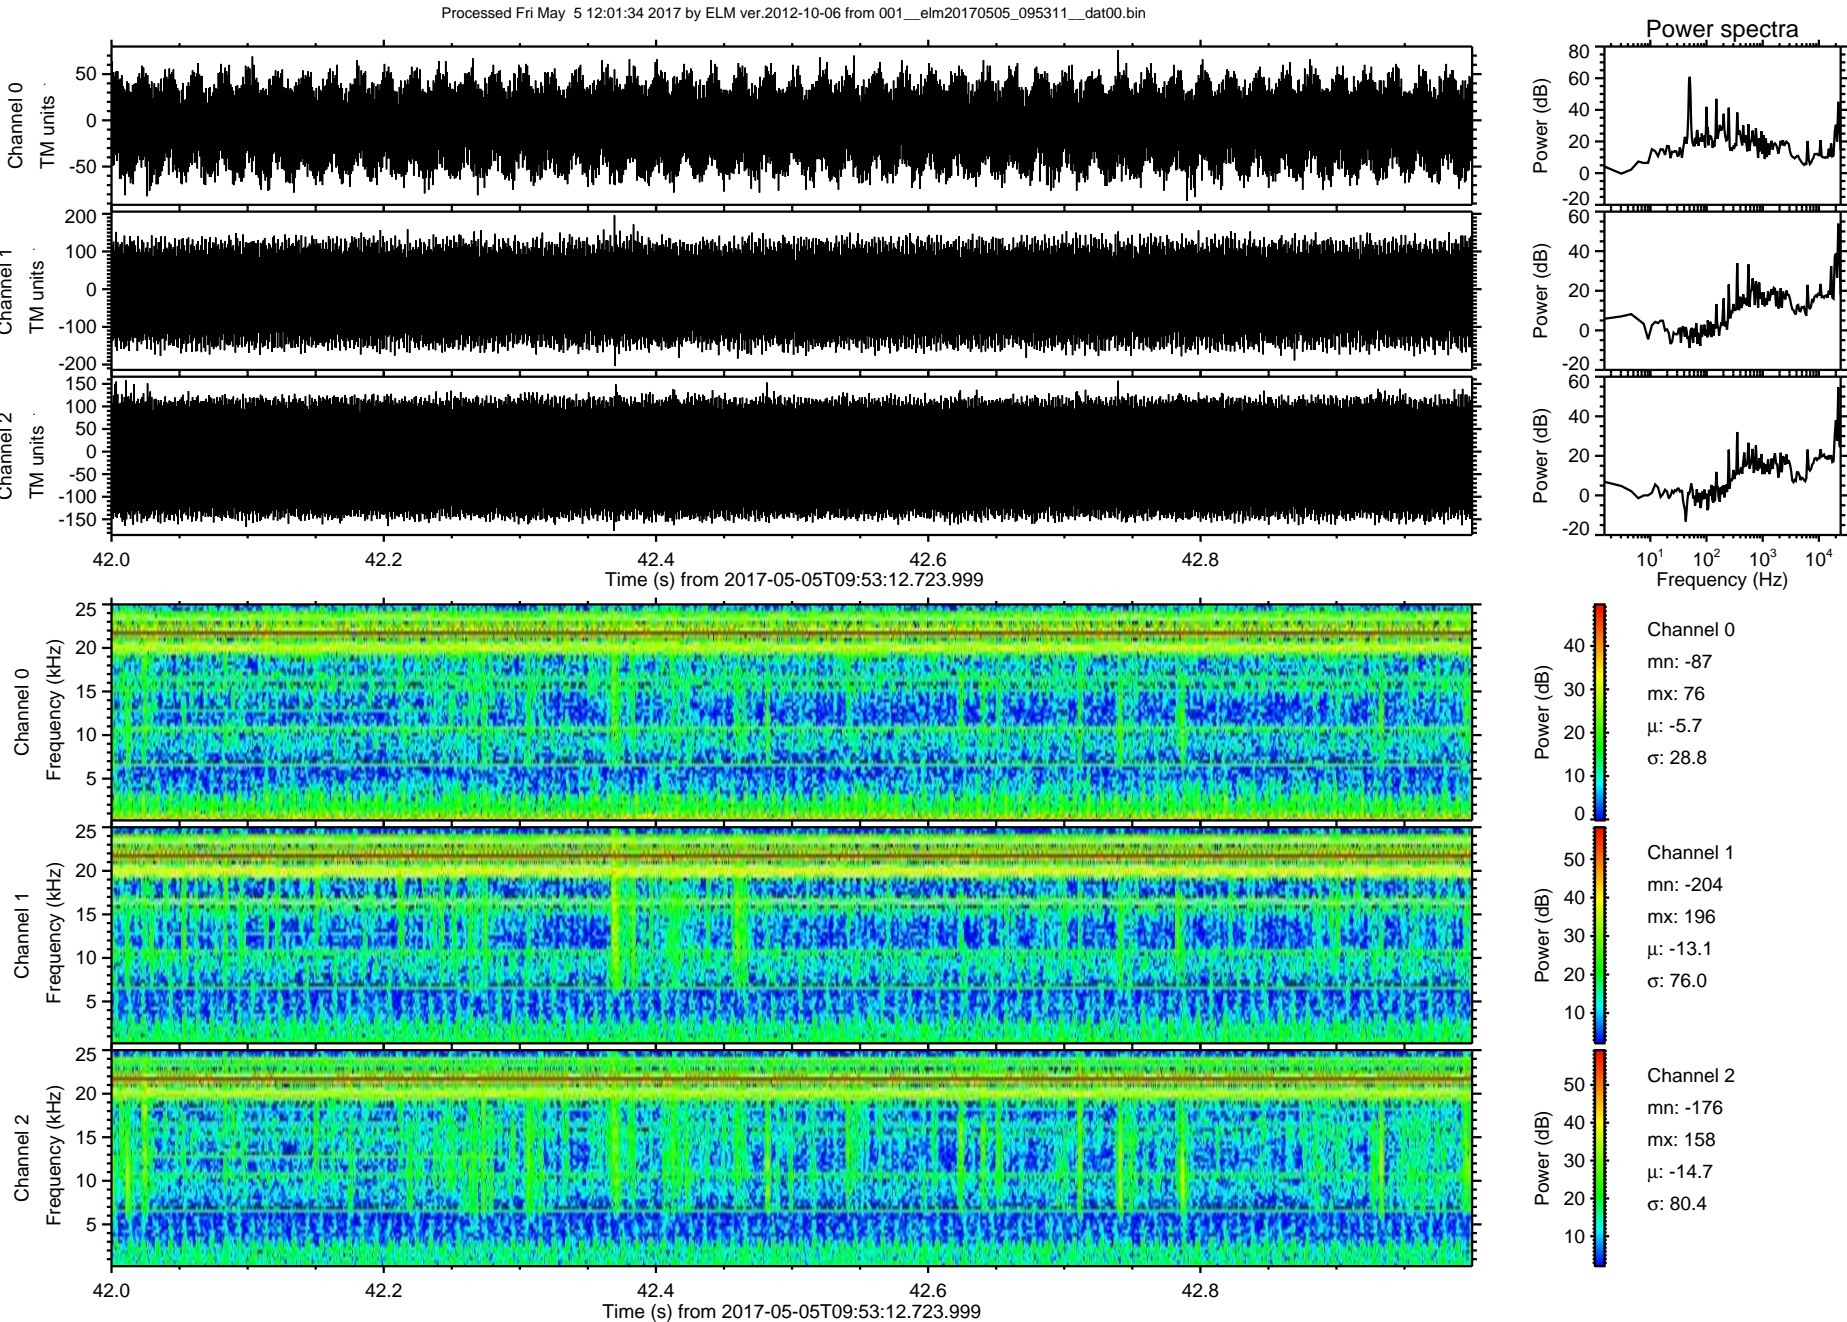 Processed Fri May  5 12:01:34 2017 by ELM ver.2012-10-06 from 001__elm20170505_095311__dat00.bin
Power spectra
Channel 0
TM units
50
0
-50
Power (dB)
80
60
40
20
0
-20
Channel 1
TM units
200
100
0
-100
-200
Power (dB)
60
40
20
0
-20
Channel 2
TM units
150
100
50
0
-50
-100
-150
Power (dB)
60
40
20
0
-20
42.0 42.2 42.4 42.6 42.8
Time (s) from 2017-05-05T09:53:12.723.999
10^1 10^2 10^3 10^4
Frequency (Hz)
Channel 0
Frequency (kHz)
25
20
15
10
5
Power (dB)
40
30
20
10
0
Channel 0
mn: -87
mx: 76
μ: -5.7
σ: 28.8
Channel 1
Frequency (kHz)
25
20
15
10
5
Power (dB)
50
40
30
20
10
Channel 1
mn: -204
mx: 196
μ: -13.1
σ: 76.0
Channel 2
Frequency (kHz)
25
20
15
10
5
Power (dB)
50
40
30
20
10
Channel 2
mn: -176
mx: 158
μ: -14.7
σ: 80.4
42.0 42.2 42.4 42.6 42.8
Time (s) from 2017-05-05T09:53:12.723.999